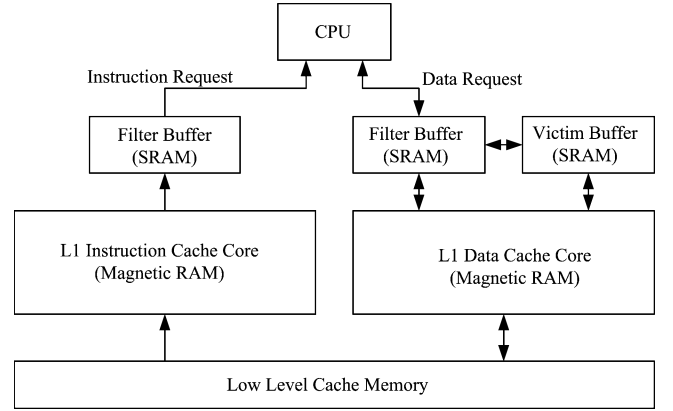 CPU
Instruction Request
Data Request
Filter Buffer
(SRAM)
Filter Buffer
(SRAM)
Victim Buffer
(SRAM)
L1 Instruction Cache Core
(Magnetic RAM)
L1 Data Cache Core
(Magnetic RAM)
Low Level Cache Memory